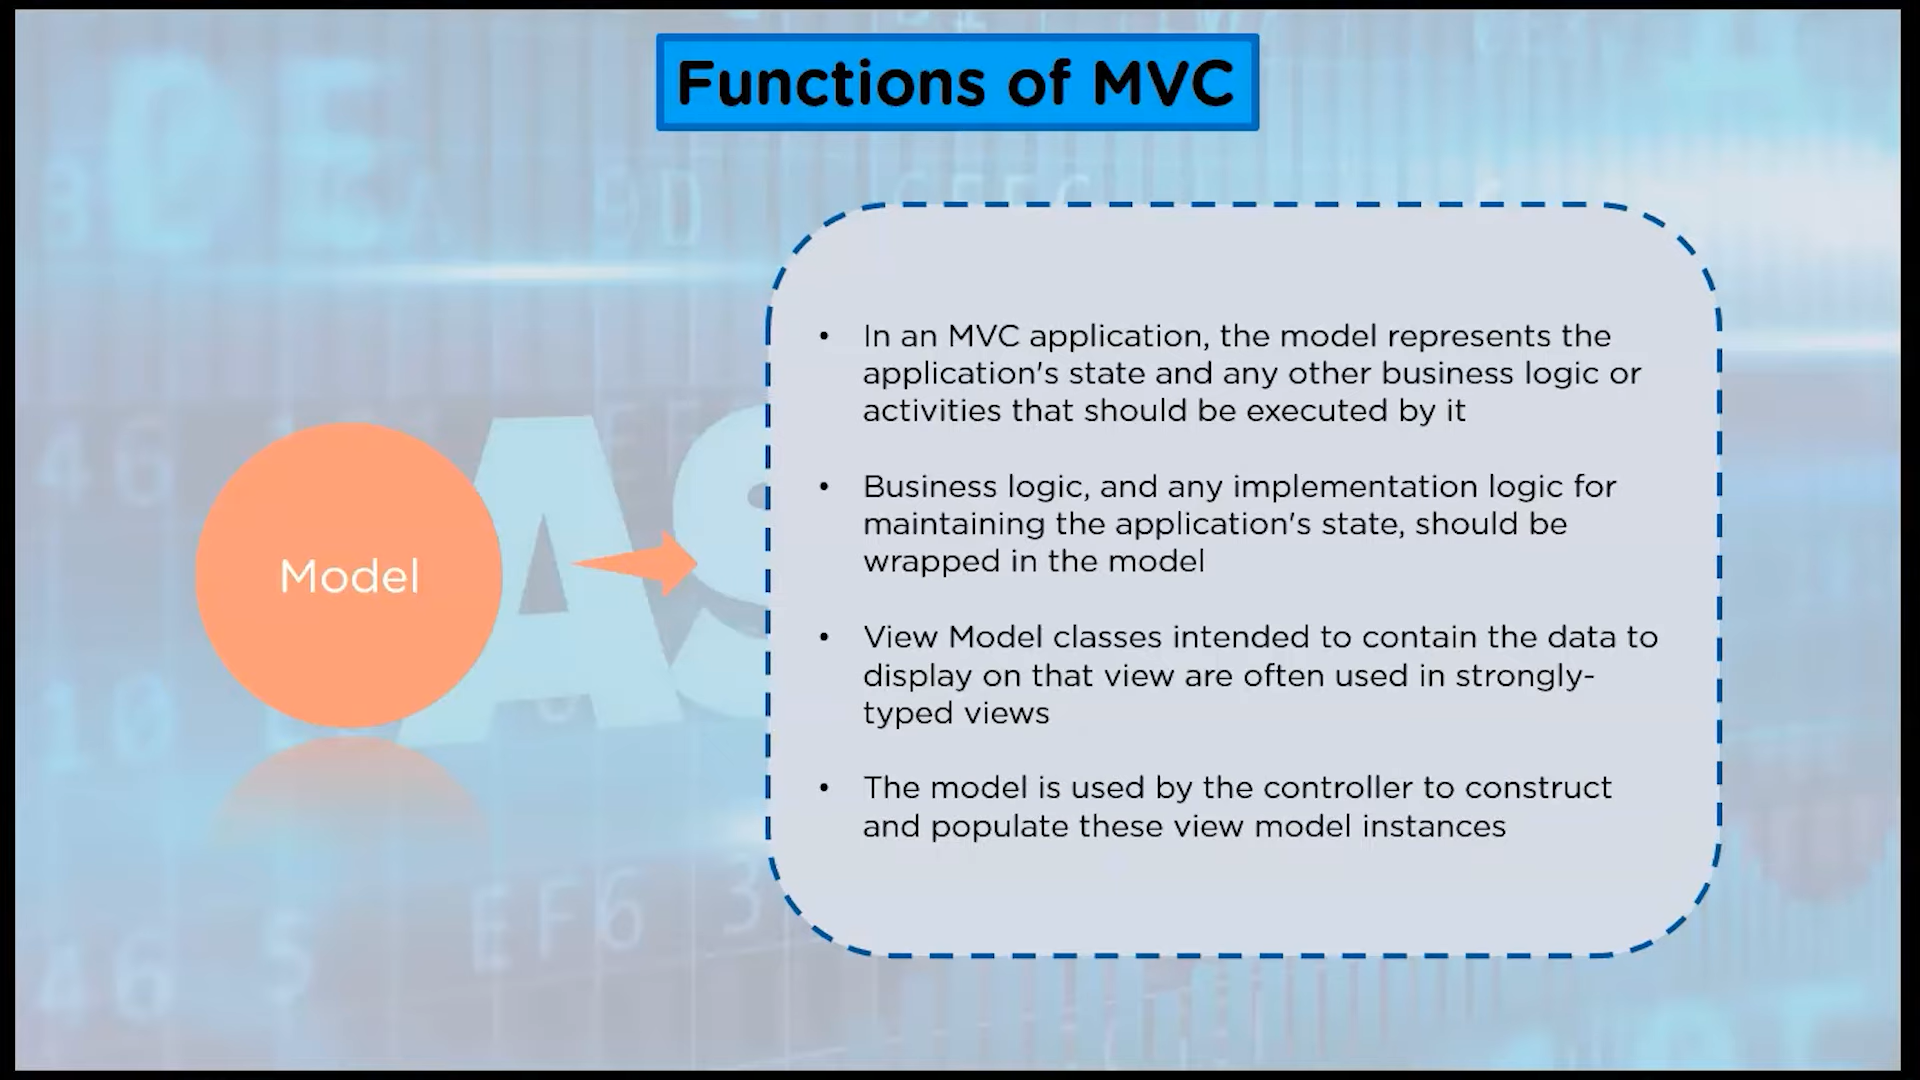 Functions of MVC
Model
• In an MVC application, the model represents the
application's state and any other business logic or
activities that should be executed by it
• Business logic, and any implementation logic for
maintaining the application's state, should be
wrapped in the model
• View Model classes intended to contain the data to
display on that view are often used in strongly-
typed views
• The model is used by the controller to construct
and populate these view model instances